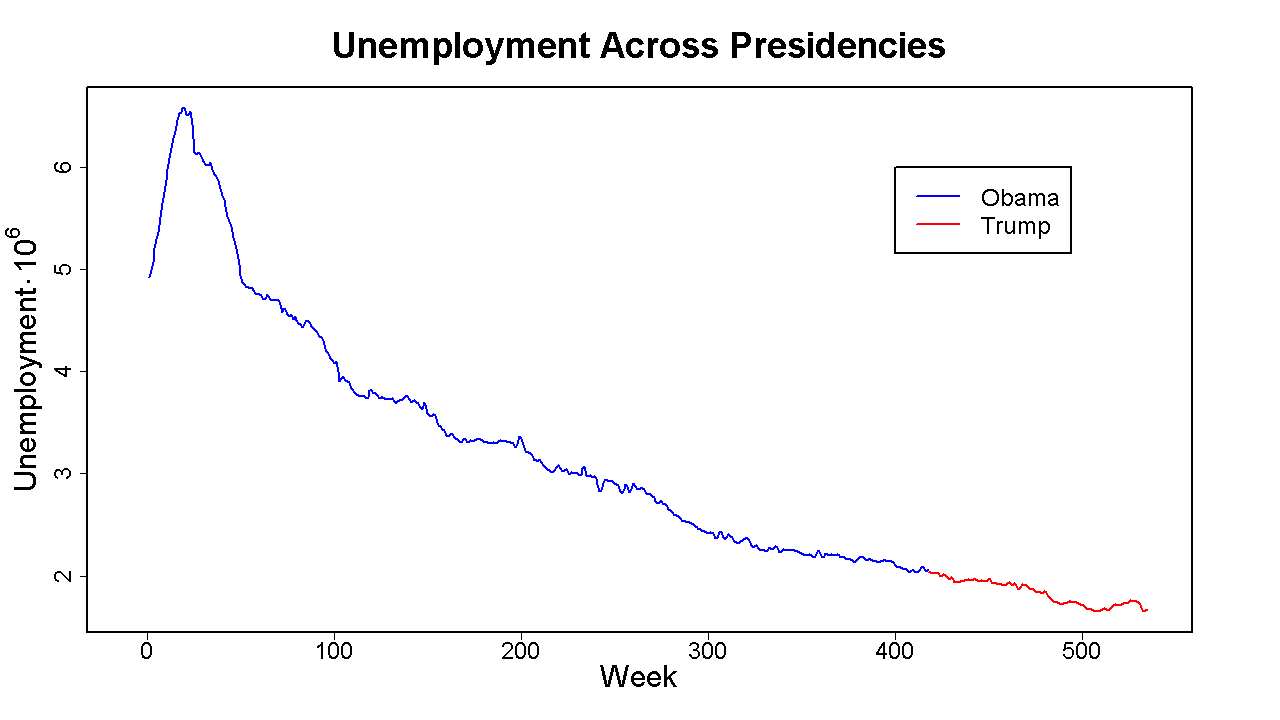 Unemployment Across Presidencies
Unemployment·10⁶
6
5
4
3
2
Obama
Trump
0 100 200 300 400 500
Week